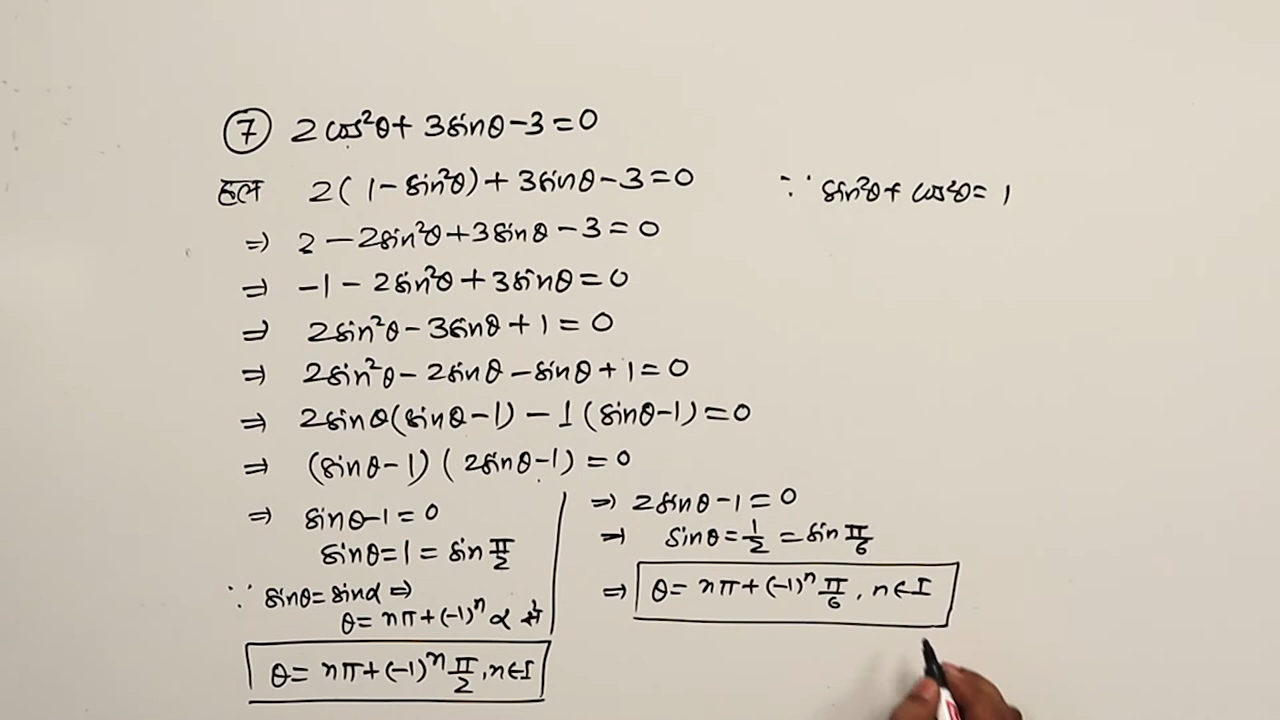 ⑦ 2cos²θ + 3sinθ - 3 = 0
हल 2(1 - sin²θ) + 3sinθ - 3 = 0 ∵ sin²θ + cos²θ = 1
⇒ 2 - 2sin²θ + 3sinθ - 3 = 0
⇒ -1 - 2sin²θ + 3sinθ = 0
⇒ 2sin²θ - 3sinθ + 1 = 0
⇒ 2sin²θ - 2sinθ - sinθ + 1 = 0
⇒ 2sinθ(sinθ - 1) - 1(sinθ - 1) = 0
⇒ (sinθ - 1)(2sinθ - 1) = 0
⇒ sinθ - 1 = 0
sinθ = 1 = sin π/2
∵ sinθ = sinα ⇒
θ = nπ + (-1)ⁿ α से
θ = nπ + (-1)ⁿ π/2, n∈I
⇒ 2sinθ - 1 = 0
⇒ sinθ = 1/2 = sin π/6
⇒ θ = nπ + (-1)ⁿ π/6, n∈I